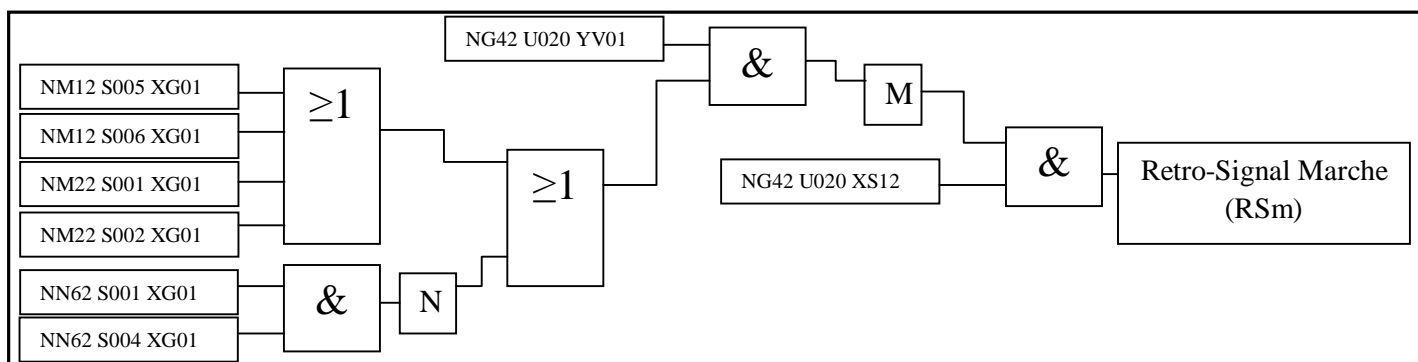 NG42 U020 YV01
&
NM12 S005 XG01
≥1
M
NM12 S006 XG01
NM22 S001 XG01
≥1
NG42 U020 XS12
&
Retro-Signal Marche
(RSm)
NM22 S002 XG01
NN62 S001 XG01
&
N
NN62 S004 XG01